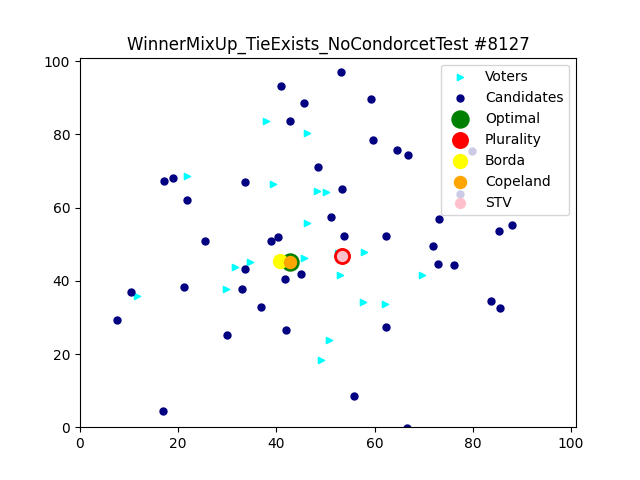 WinnerMixUp_TieExists_NoCondorcetTest #8127
100
80
60
40
20
0
0
20
40
60
80
100
Voters
Candidates
Optimal
Plurality
Borda
Copeland
STV